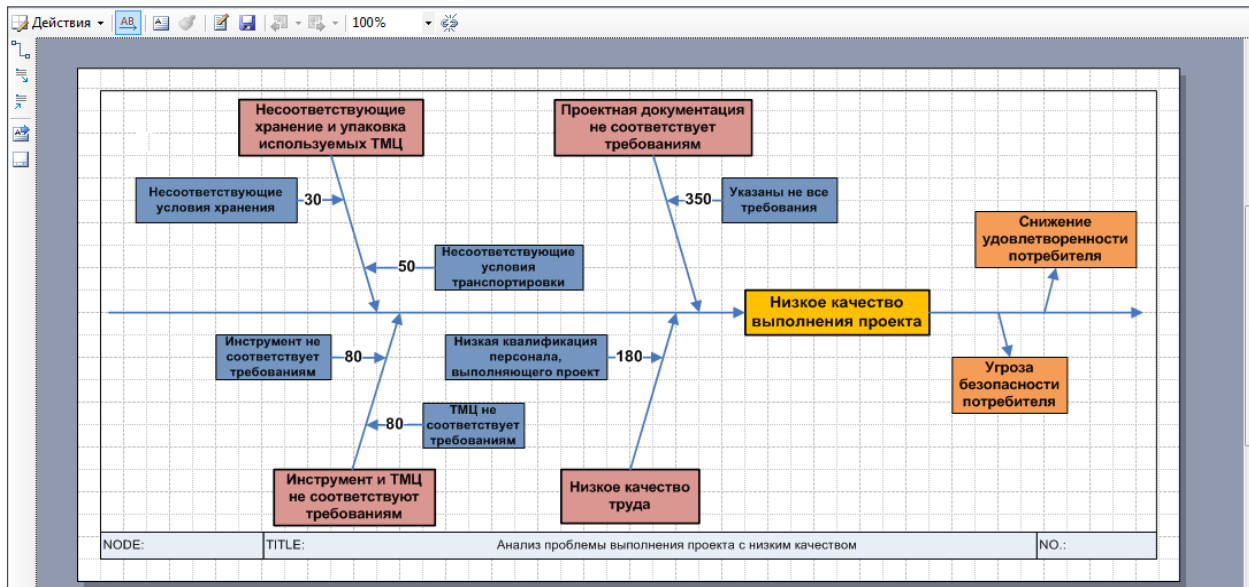 Действия
AB
A
100%
Несоответствующие
хранение и упаковка
используемых ТМЦ
Проектная документация
не соответствует
требованиям
Несоответствующие
условия хранения
30
350
Указаны не все
требования
Снижение
удовлетворенности
потребителя
50
Несоответствующие
условия
транспортировки
Низкое качество
выполнения проекта
Инструмент не
соответствует
требованиям
80
Низкая квалификация
персонала,
выполняющего проект
180
Угроза
безопасности
потребителя
80
ТМЦ не
соответствует
требованиям
Инструмент и ТМЦ
не соответствуют
требованиям
Низкое качество
труда
NODE:
TITLE:
Анализ проблемы выполнения проекта с низким качеством
NO.: